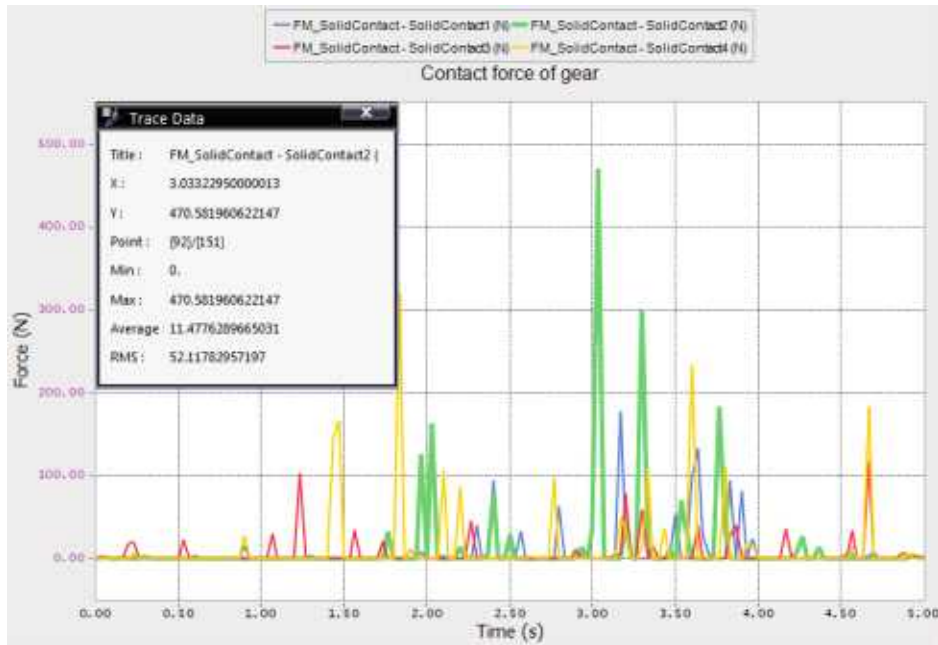 FM_SolidContact - SolidContact1 (N) FM_SolidContact - SolidContact2 (N)
FM_SolidContact - SolidContact3 (N) FM_SolidContact - SolidContact4 (N)
Contact force of gear
Trace Data
Title : FM_SolidContact - SolidContact2 (
X : 3.03322950000013
Y : 470.581960622147
Point : (92)/(151)
Min : 0.
Max : 470.581960622147
Average 11.4776289665031
RMS : 52.11782957197
500.00
400.00
300.00
200.00
100.00
0.00
Force (N)
0.00 0.50 1.00 1.50 2.00 2.50 3.00 3.50 4.00 4.50 5.00
Time (s)